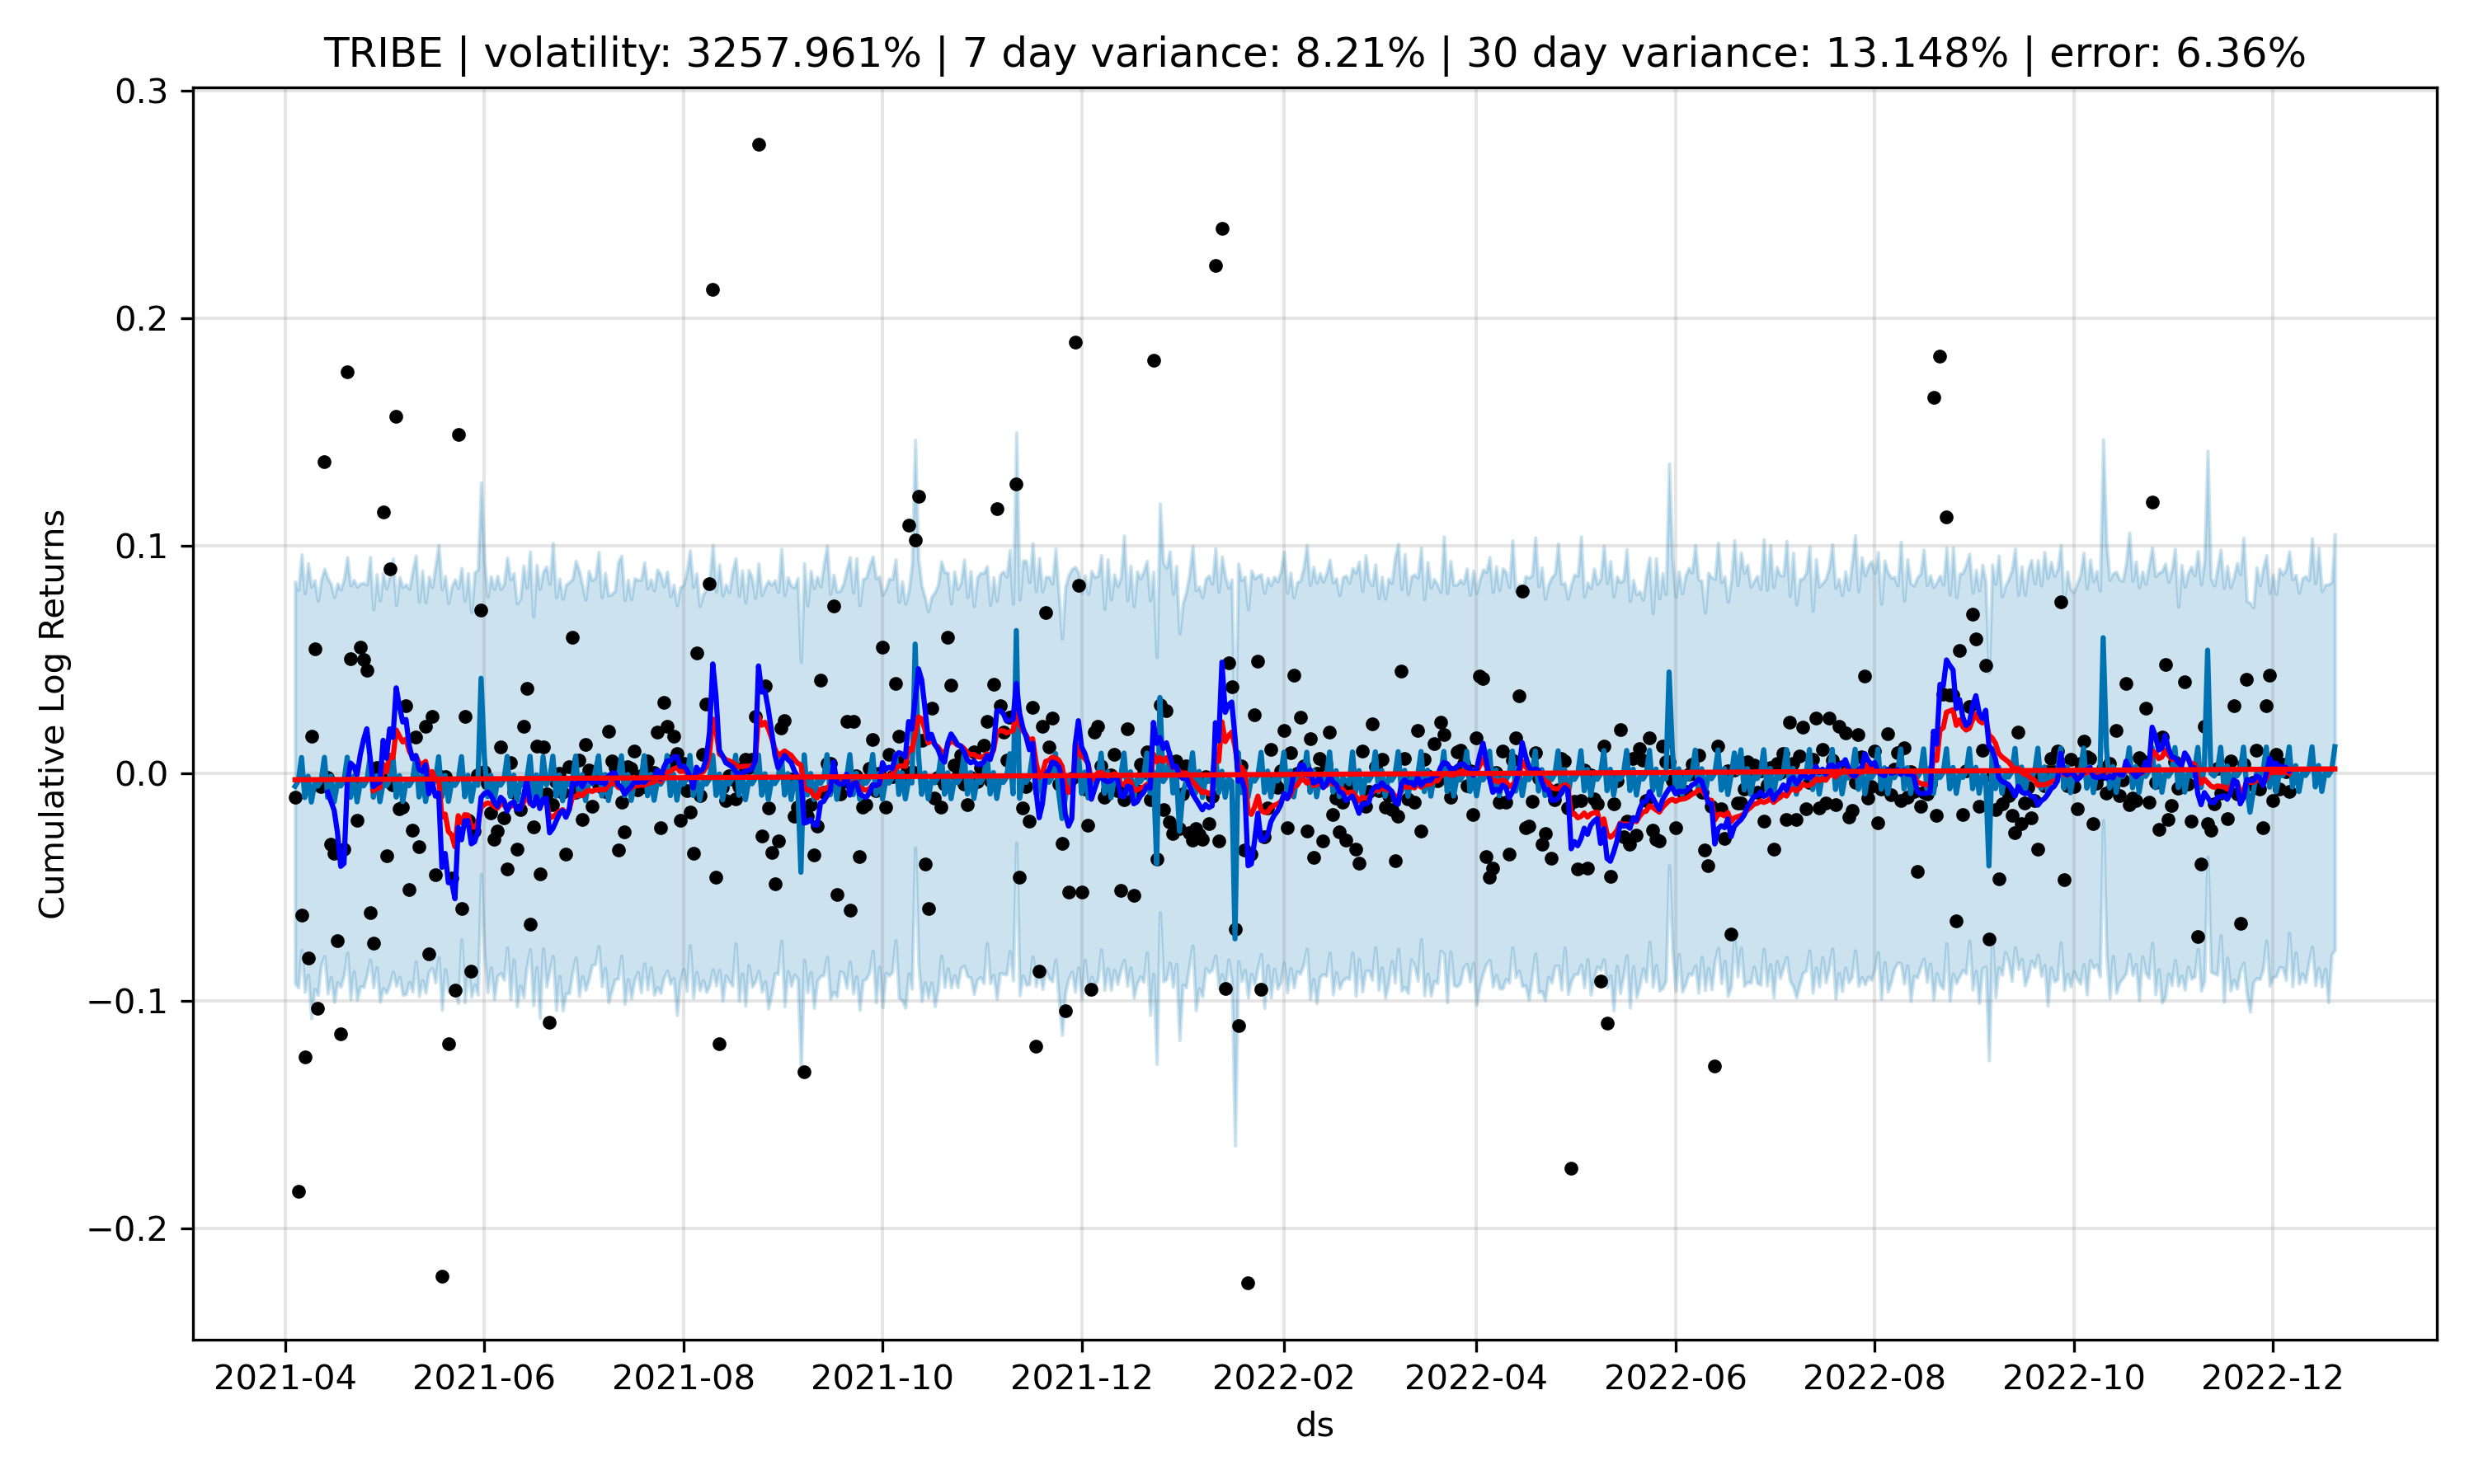 TRIBE | volatility: 3257.961% | 7 day variance: 8.21% | 30 day variance: 13.148% | error: 6.36%
0.3
0.2
0.1
0.0
−0.1
−0.2
Cumulative Log Returns
2021-04 2021-06 2021-08 2021-10 2021-12 2022-02 2022-04 2022-06 2022-08 2022-10 2022-12
ds